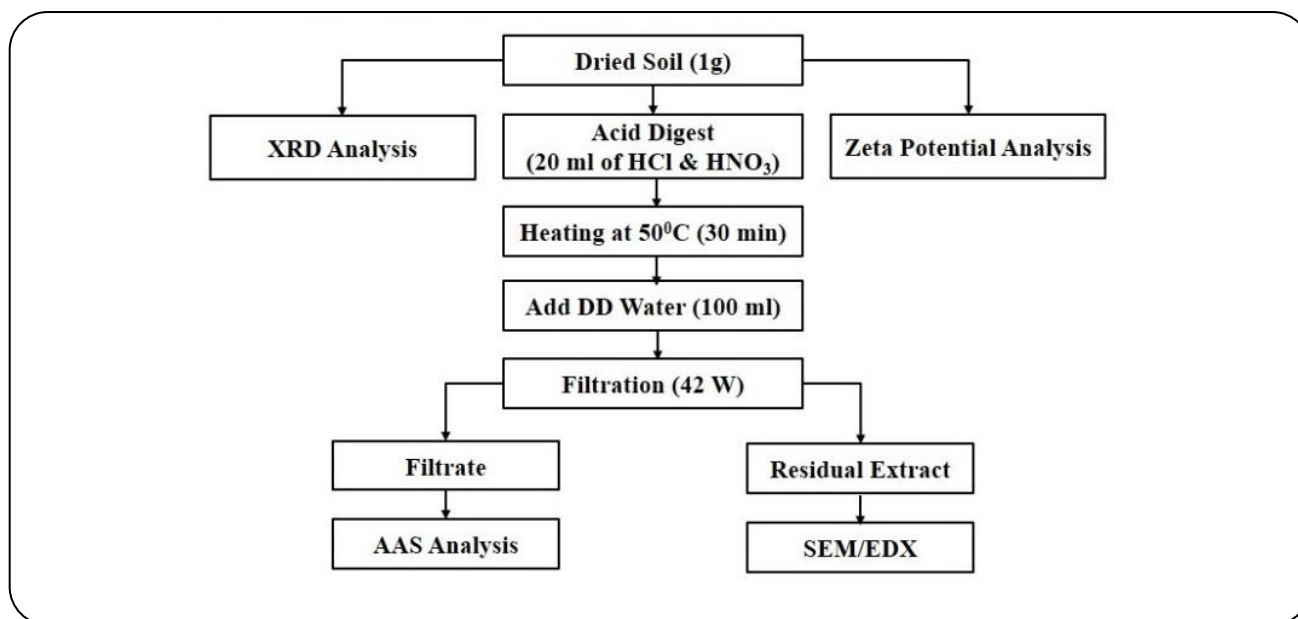 Dried Soil (1g)
XRD Analysis
Acid Digest
(20 ml of HCl & HNO₃)
Zeta Potential Analysis
Heating at 50⁰C (30 min)
Add DD Water (100 ml)
Filtration (42 W)
Filtrate
Residual Extract
AAS Analysis
SEM/EDX